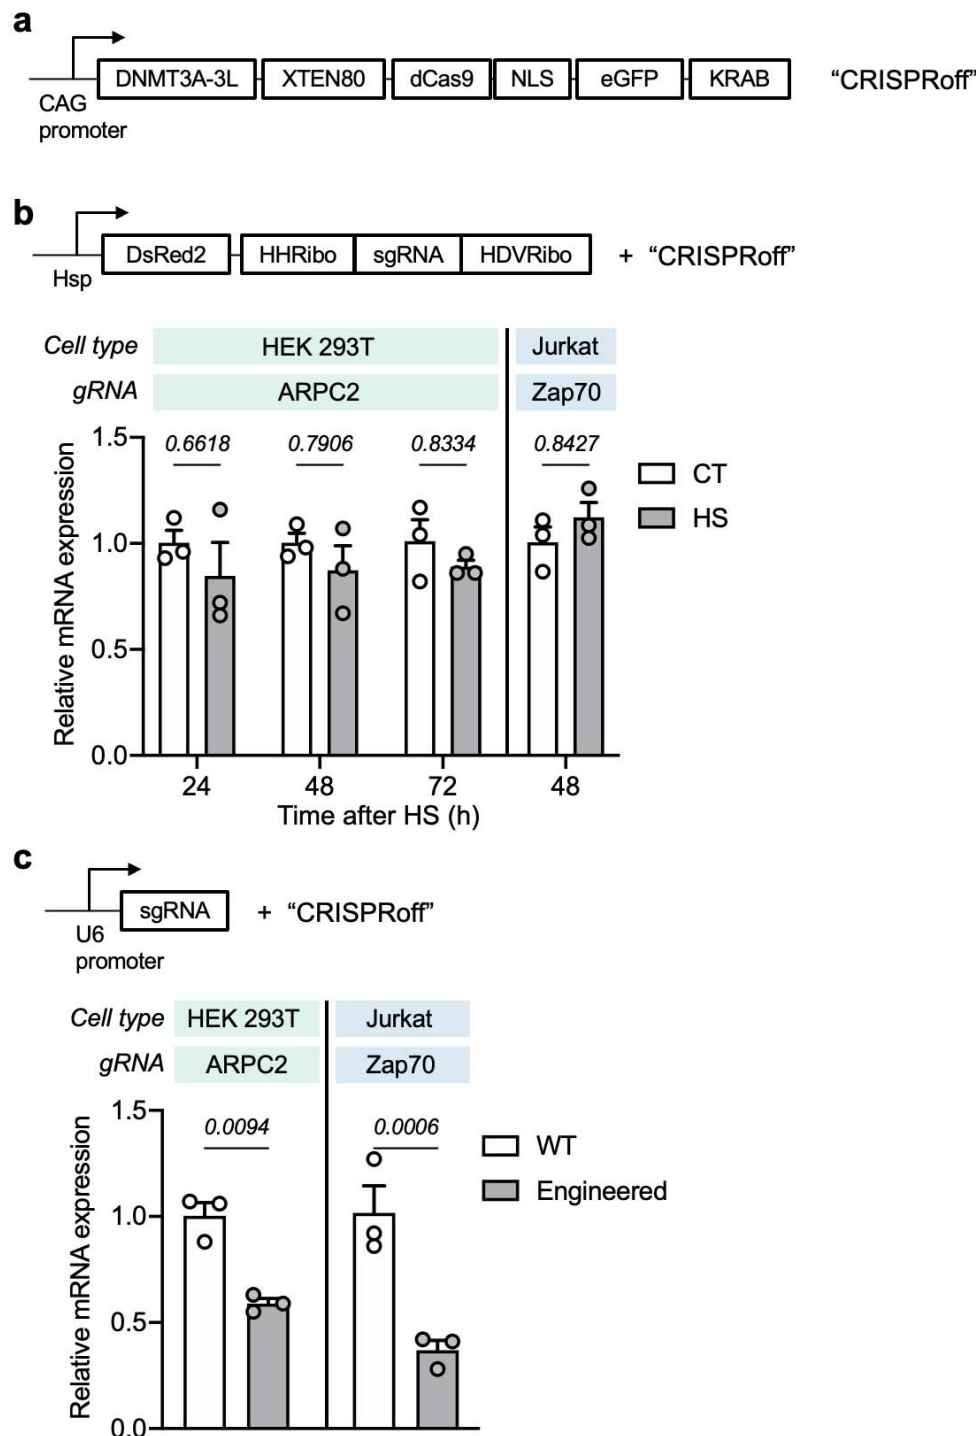 a
DNMT3A-3L XTEN80 dCas9 NLS eGFP KRAB "CRISPRoff"
CAG
promoter
b
DsRed2 HHRibo sgRNA HDVRibo + "CRISPRoff"
Hsp
Cell type HEK 293T Jurkat
gRNA ARPC2 Zap70
1.5 0.6618 0.7906 0.8334 0.8427
CT
HS
1.0
0.5
0.0
Relative mRNA expression
24 48 72 48
Time after HS (h)
c
sgRNA + "CRISPRoff"
U6
promoter
Cell type HEK 293T Jurkat
gRNA ARPC2 Zap70
1.5 0.0094 0.0006
WT
Engineered
1.0
0.5
0.0
Relative mRNA expression